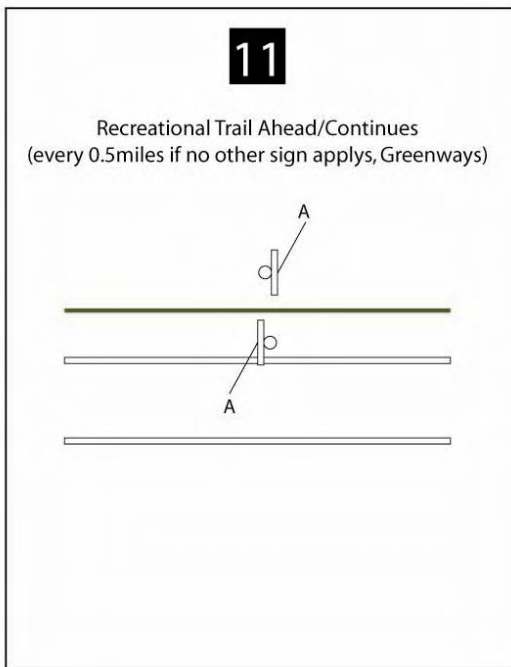 11
Recreational Trail Ahead/Continues
(every 0.5miles if no other sign applys, Greenways)
A
A